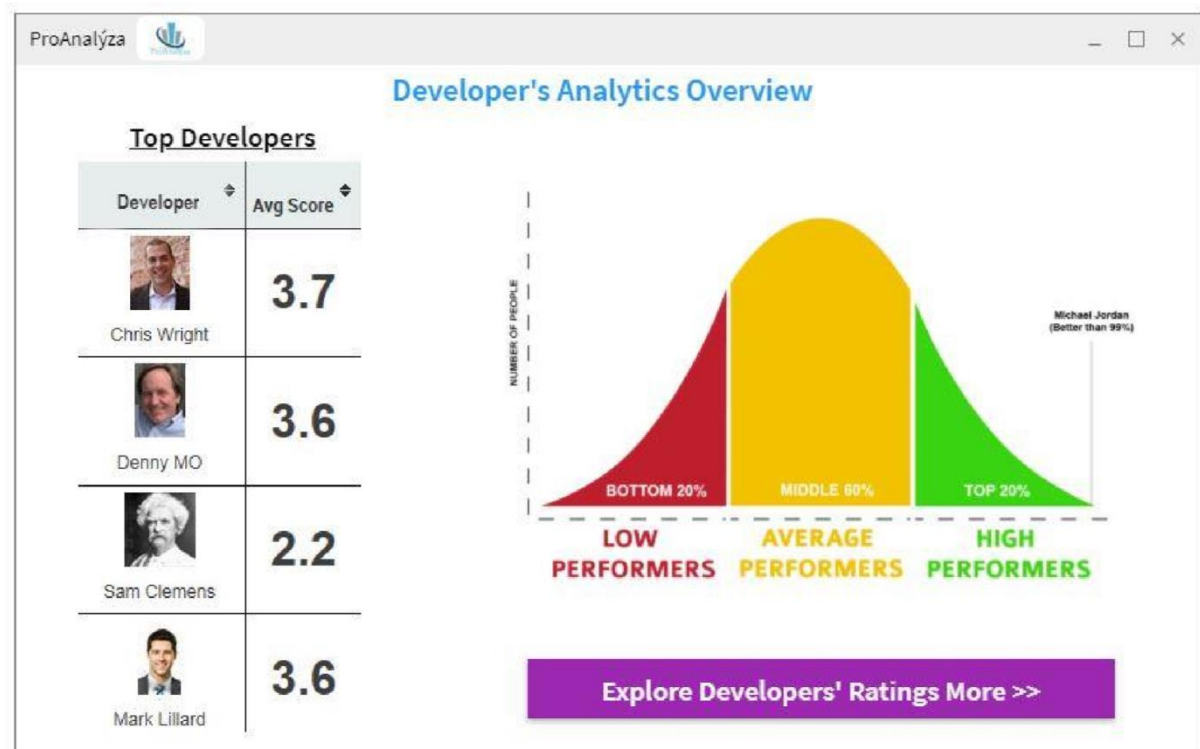 ProAnalýza
Developer's Analytics Overview
Top Developers
Developer
Avg Score
Chris Wright
3.7
Denny MO
3.6
Sam Clemens
2.2
Mark Lillard
3.6
NUMBER OF PEOPLE
Michael Jordan
(Better than 99%)
BOTTOM 20%
MIDDLE 60%
TOP 20%
LOW
PERFORMERS
AVERAGE
PERFORMERS
HIGH
PERFORMERS
Explore Developers' Ratings More >>